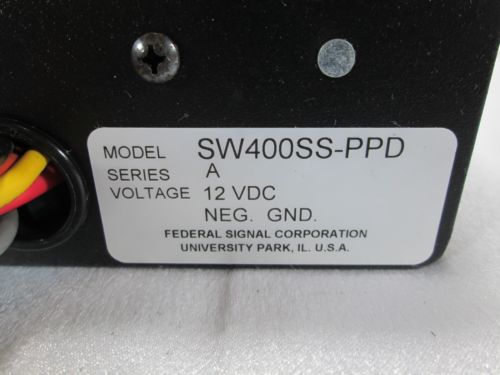 MODEL SW400SS-PPD
SERIES A
VOLTAGE 12 VDC
NEG. GND.
FEDERAL SIGNAL CORPORATION
UNIVERSITY PARK, IL. U.S.A.